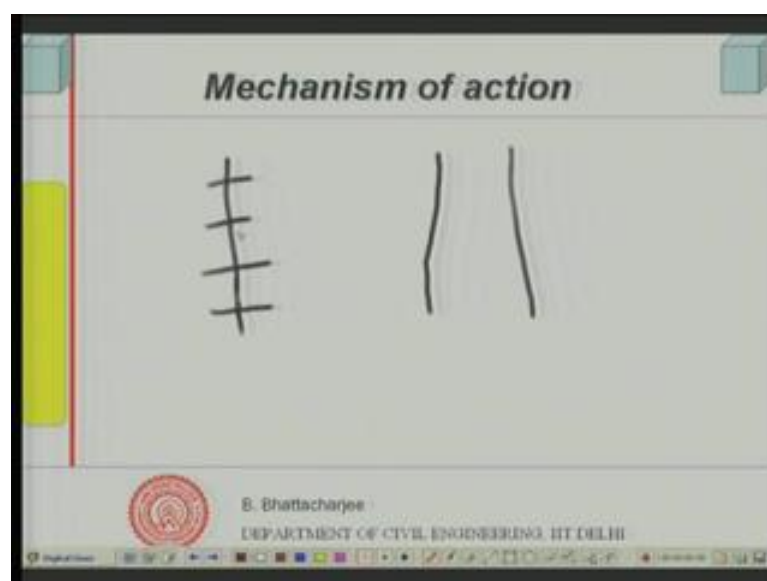 Mechanism of action
B. Bhattacharjee
DEPARTMENT OF CIVIL ENGINEERING, IIT DELHI